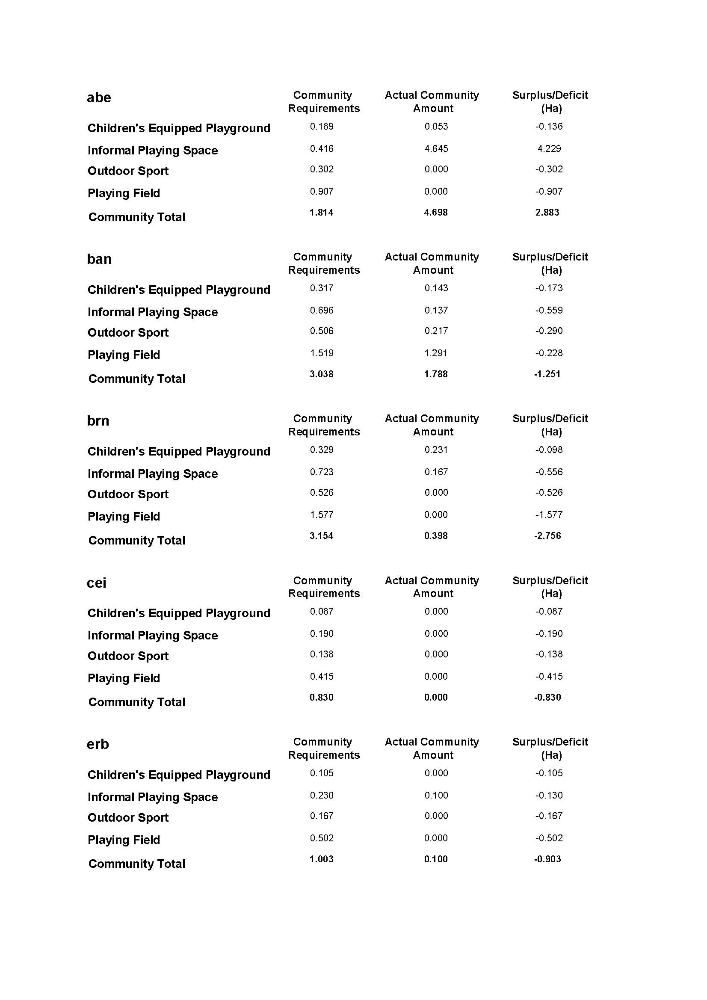 abe Community Actual Community Surplus/Deficit
Requirements Amount (Ha)
Children's Equipped Playground 0.189 0.053 -0.136
Informal Playing Space 0.416 4.645 4.229
Outdoor Sport 0.302 0.000 -0.302
Playing Field 0.907 0.000 -0.907
Community Total 1.814 4.698 2.883
ban Community Actual Community Surplus/Deficit
Requirements Amount (Ha)
Children's Equipped Playground 0.317 0.143 -0.173
Informal Playing Space 0.696 0.137 -0.559
Outdoor Sport 0.506 0.217 -0.290
Playing Field 1.519 1.291 -0.228
Community Total 3.038 1.788 -1.251
brn Community Actual Community Surplus/Deficit
Requirements Amount (Ha)
Children's Equipped Playground 0.329 0.231 -0.098
Informal Playing Space 0.723 0.167 -0.556
Outdoor Sport 0.526 0.000 -0.526
Playing Field 1.577 0.000 -1.577
Community Total 3.154 0.398 -2.756
cei Community Actual Community Surplus/Deficit
Requirements Amount (Ha)
Children's Equipped Playground 0.087 0.000 -0.087
Informal Playing Space 0.190 0.000 -0.190
Outdoor Sport 0.138 0.000 -0.138
Playing Field 0.415 0.000 -0.415
Community Total 0.830 0.000 -0.830
erb Community Actual Community Surplus/Deficit
Requirements Amount (Ha)
Children's Equipped Playground 0.105 0.000 -0.105
Informal Playing Space 0.230 0.100 -0.130
Outdoor Sport 0.167 0.000 -0.167
Playing Field 0.502 0.000 -0.502
Community Total 1.003 0.100 -0.903